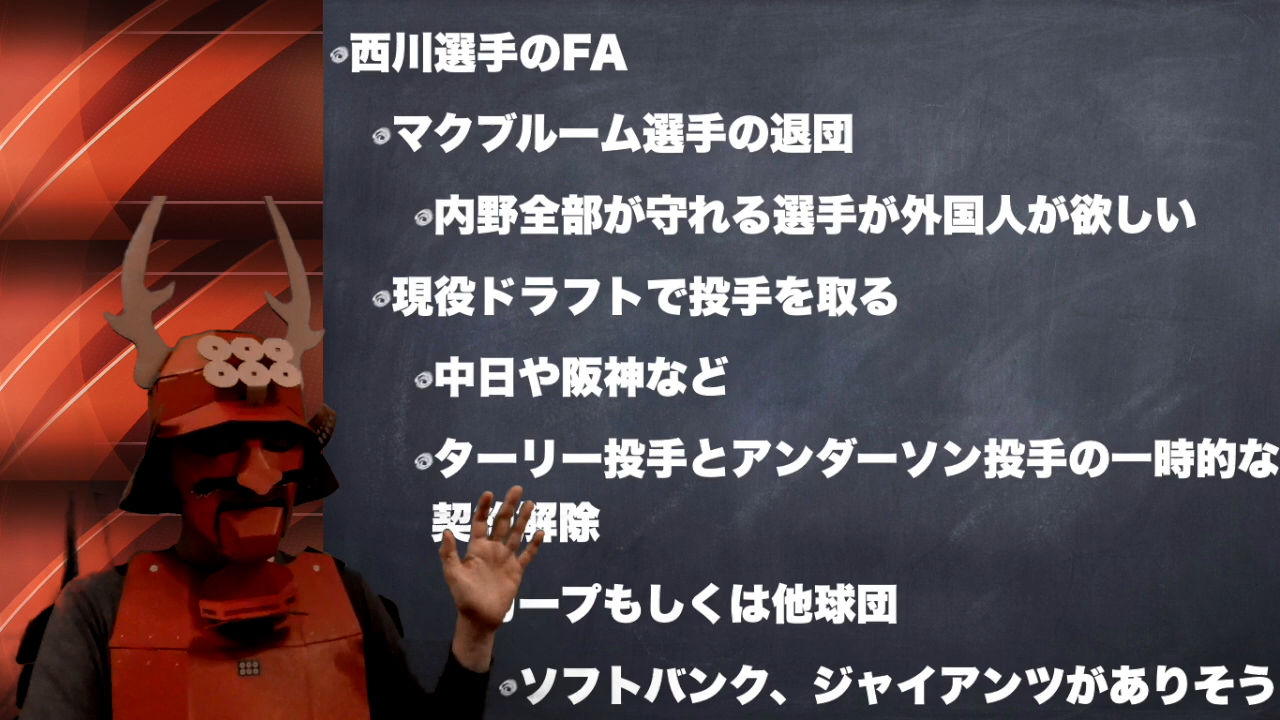 西川選手のFA
マクブルーム選手の退団
内野全部が守れる選手が外国人が欲しい
現役ドラフトで投手を取る
中日や阪神など
ターリー投手とアンダーソン投手の一時的な
契約解除
ープもしくは他球団
ソフトバンク、ジャイアンツがありそう